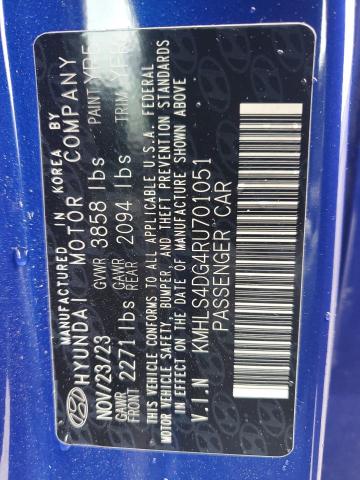 MANUFACTURED IN KOREA BY
HYUNDAI MOTOR COMPANY
NOV/23/23 GVWR 3858 lbs PAINT YP5
GAWR FRONT 2271 lbs GAWR REAR 2094 lbs TRIM
THIS VEHICLE CONFORMS TO ALL APPLICABLE U.S.A. FEDERAL
MOTOR VEHICLE SAFETY, BUMPER, AND THEFT PREVENTION STANDARDS
IN EFFECT ON THE DATE OF MANUFACTURE SHOWN ABOVE
V.I.N KMHLS4DG4RU701051
PASSENGER CAR